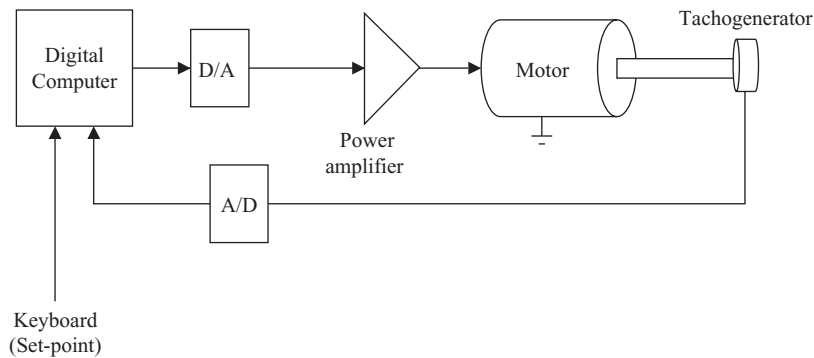 Tachogenerator
Digital
Computer
D/A
Motor
Power
amplifier
A/D
Keyboard
(Set-point)